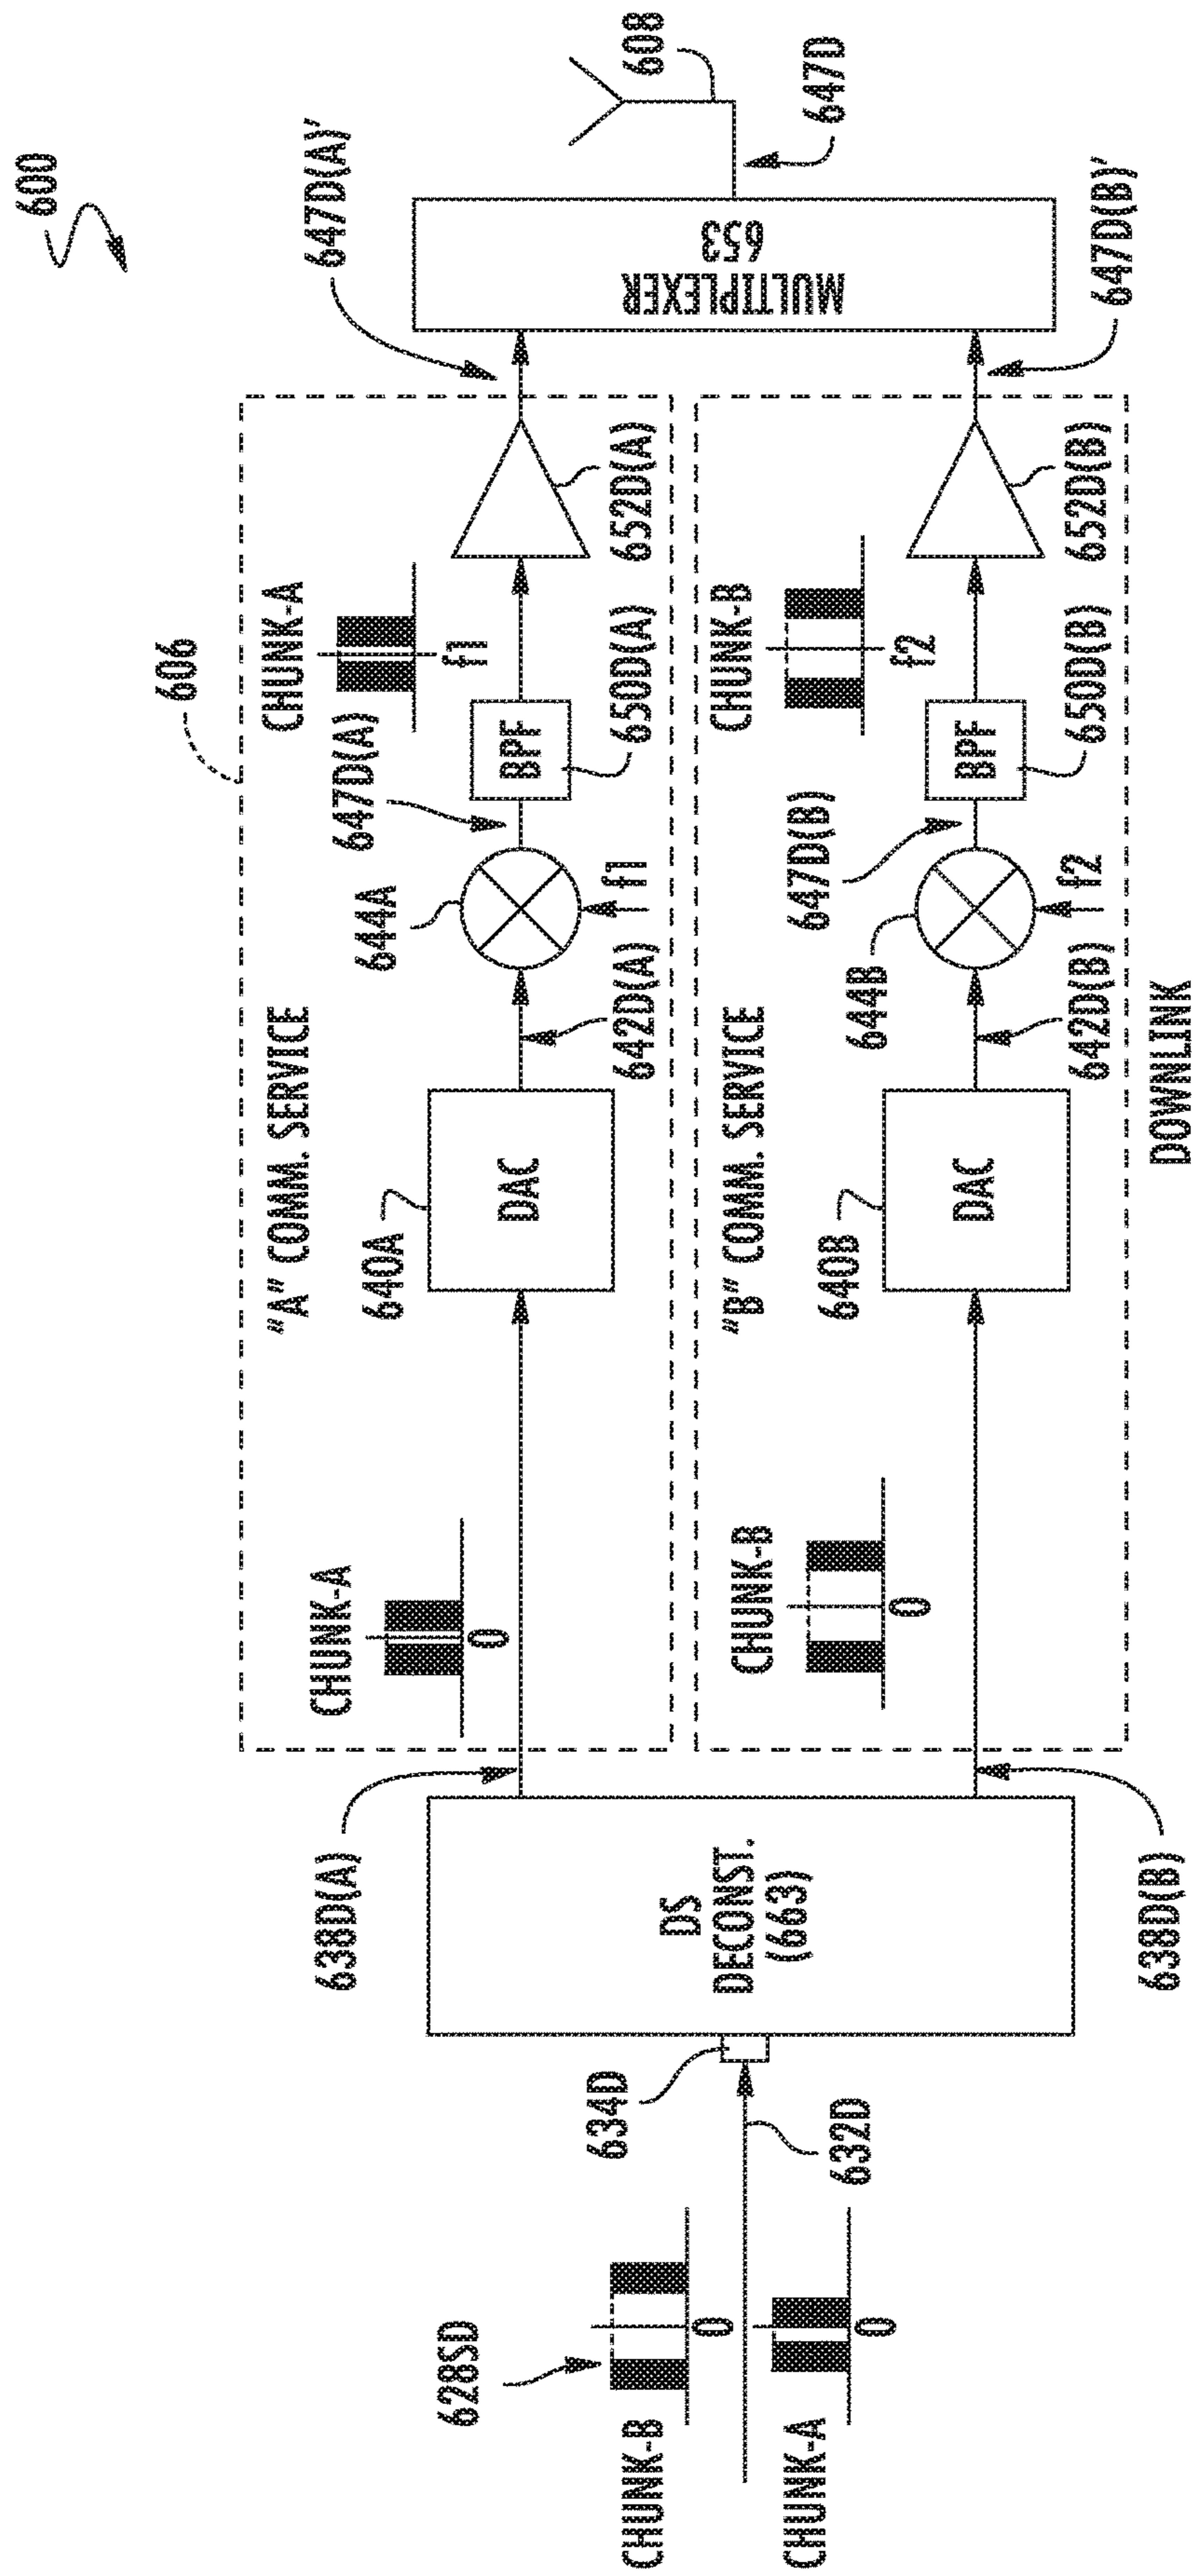 600
606
"A" COMM. SERVICE
CHUNK-A
0
638D(A)
640A
DAC
642D(A)
644A
f1
647D(A)
BPF
650D(A)
CHUNK-A
f1
652D(A)
647D(A)'
628SD
CHUNK-B
0
CHUNK-A
0
632D
634D
DS
DECONST.
(663)
MULTIPLEXER
653
608
647D
"B" COMM. SERVICE
CHUNK-B
0
638D(B)
640B
DAC
642D(B)
644B
f2
647D(B)
BPF
650D(B)
CHUNK-B
f2
652D(B)
647D(B)'
DOWNLINK